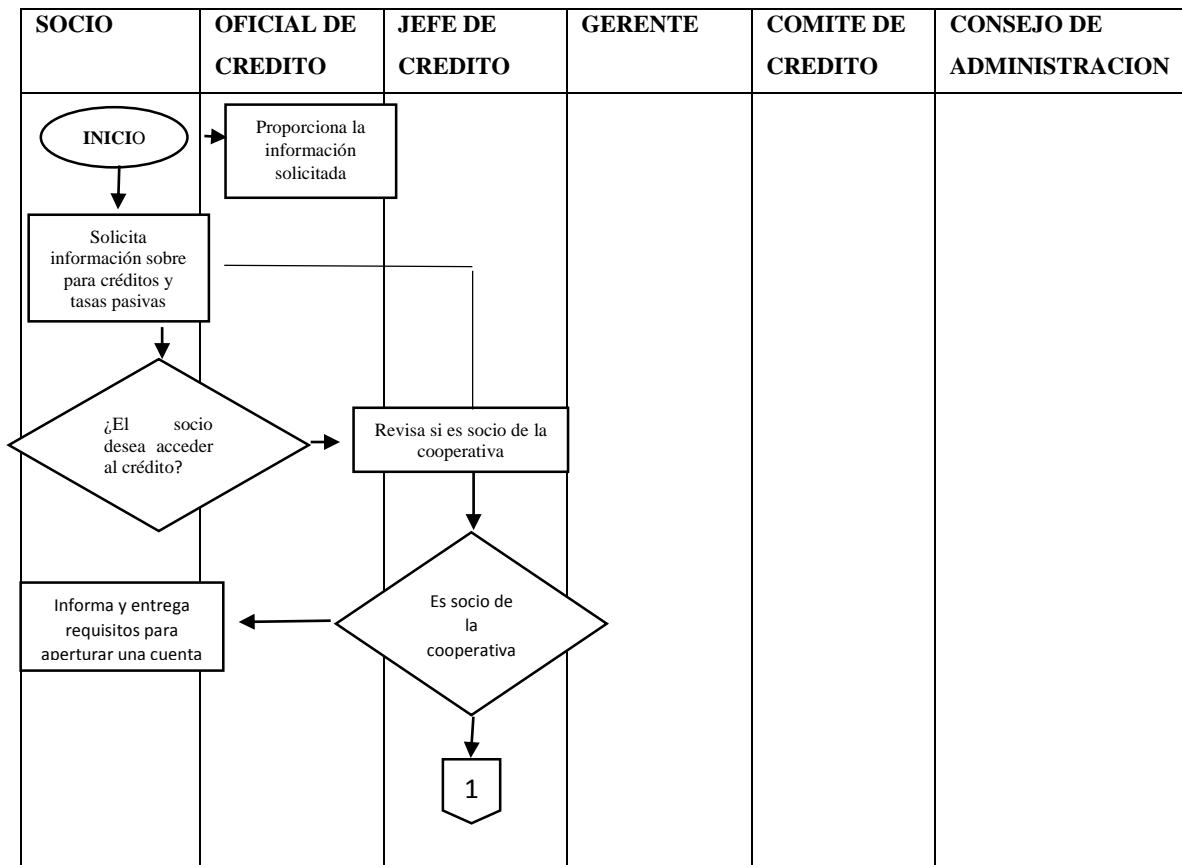 SOCIO
OFICIAL DE
CREDITO
JEFE DE
CREDITO
GERENTE
COMITE DE
CREDITO
CONSEJO DE
ADMINISTRACION
INICIO
Proporciona la
información
solicitada
Solicita
información sobre
para créditos y
tasas pasivas
¿El socio
desea acceder
al crédito?
Revisa si es socio de la
cooperativa
Informa y entrega
requisitos para
aperturar una cuenta
Es socio de
la
cooperativa
1